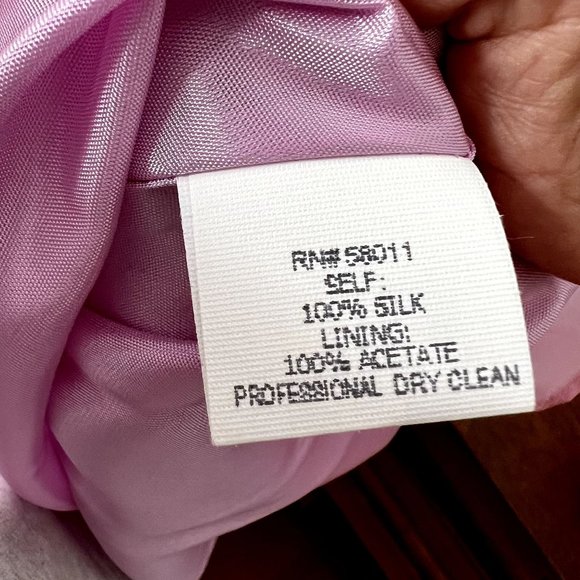 RN# 58011
SELF:
100% SILK
LINING:
100% ACETATE
PROFESSIONAL DRY CLEAN